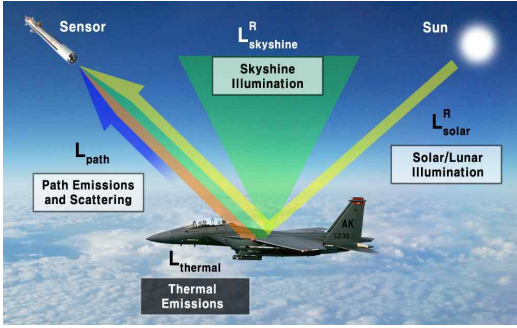 Sensor
L^R_skyshine
Skyshine
Illumination
Sun
L^R_solar
Solar/Lunar
Illumination
L_path
Path Emissions
and Scattering
AK
L_thermal
Thermal
Emissions